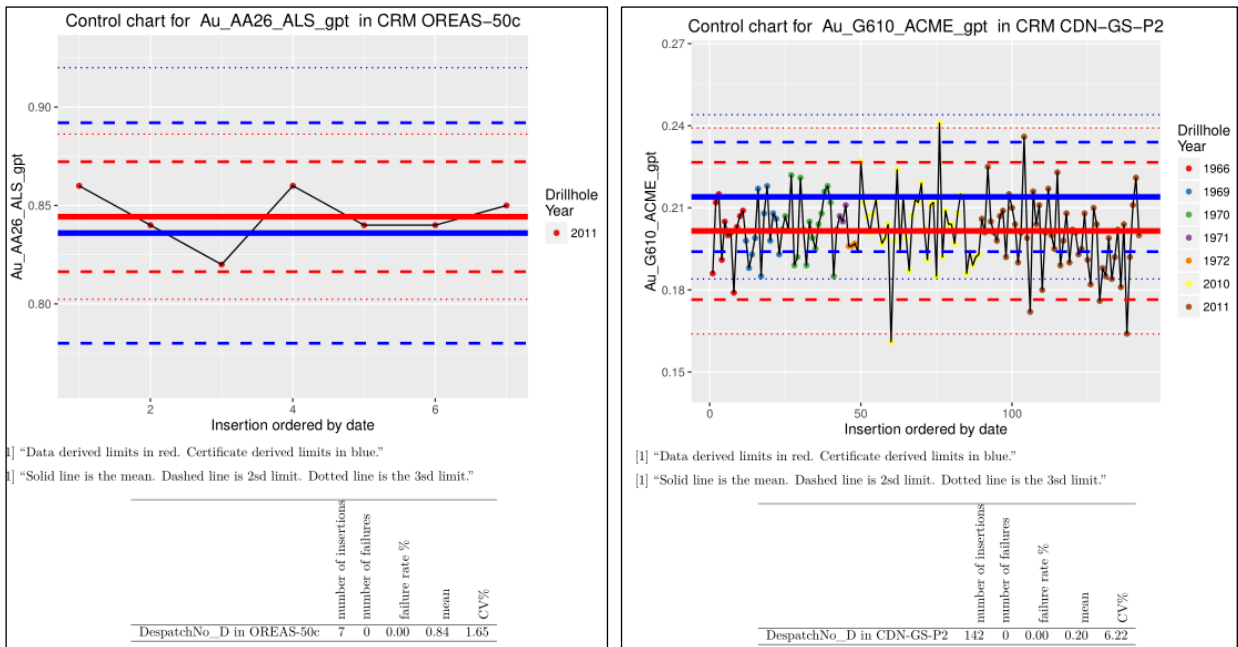 Control chart for Au_AA26_ALS_gpt in CRM OREAS-50c
0.90
0.85
0.80
Au_AA26_ALS_gpt
2
4
6
Insertion ordered by date
Drillhole
Year
2011
1] “Data derived limits in red. Certificate derived limits in blue.”
1] “Solid line is the mean. Dashed line is 2sd limit. Dotted line is the 3sd limit.”
number of insertions
number of failures
failure rate %
mean
CV%
DespatchNo_D in OREAS-50c 7 0 0.00 0.84 1.65
Control chart for Au_G610_ACME_gpt in CRM CDN-GS-P2
0.27
0.24
0.21
0.18
0.15
Au_G610_ACME_gpt
0
50
100
Insertion ordered by date
Drillhole
Year
1966
1969
1970
1971
1972
2010
2011
[1] “Data derived limits in red. Certificate derived limits in blue.”
[1] “Solid line is the mean. Dashed line is 2sd limit. Dotted line is the 3sd limit.”
number of insertions
number of failures
failure rate %
mean
CV%
DespatchNo_D in CDN-GS-P2 142 0 0.00 0.20 6.22